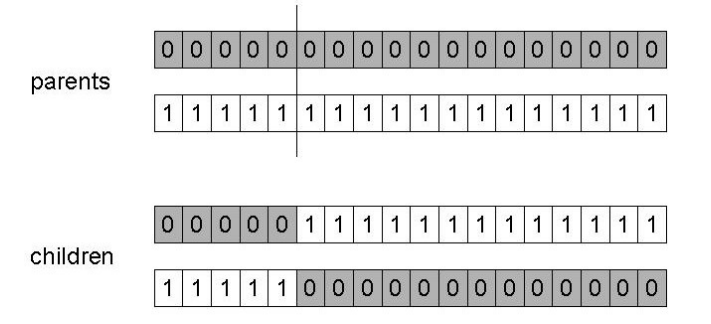 0 0 0 0 0 0 0 0 0 0 0 0 0 0 0 0 0 0
parents
1 1 1 1 1 1 1 1 1 1 1 1 1 1 1 1 1 1
0 0 0 0 0 1 1 1 1 1 1 1 1 1 1 1 1 1
children
1 1 1 1 1 0 0 0 0 0 0 0 0 0 0 0 0 0